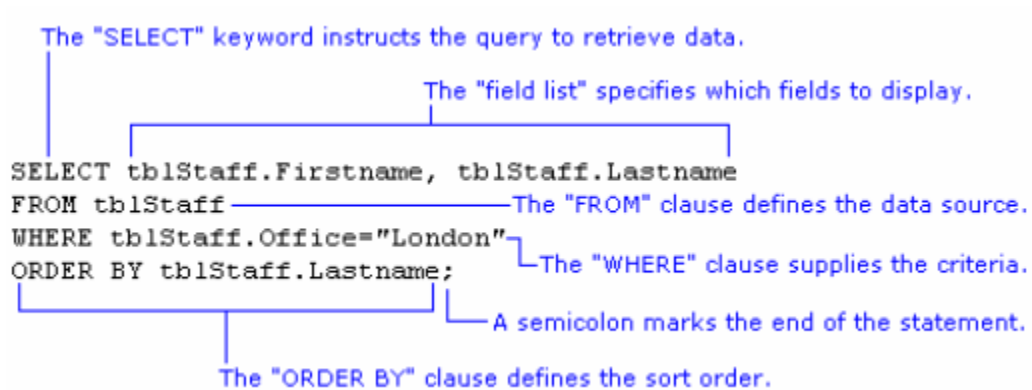 The "SELECT" keyword instructs the query to retrieve data.
The "field list" specifies which fields to display.
SELECT tblStaff.Firstname, tblStaff.Lastname
FROM tblStaff
The "FROM" clause defines the data source.
WHERE tblStaff.Office="London"
The "WHERE" clause supplies the criteria.
ORDER BY tblStaff.Lastname;
A semicolon marks the end of the statement.
The "ORDER BY" clause defines the sort order.